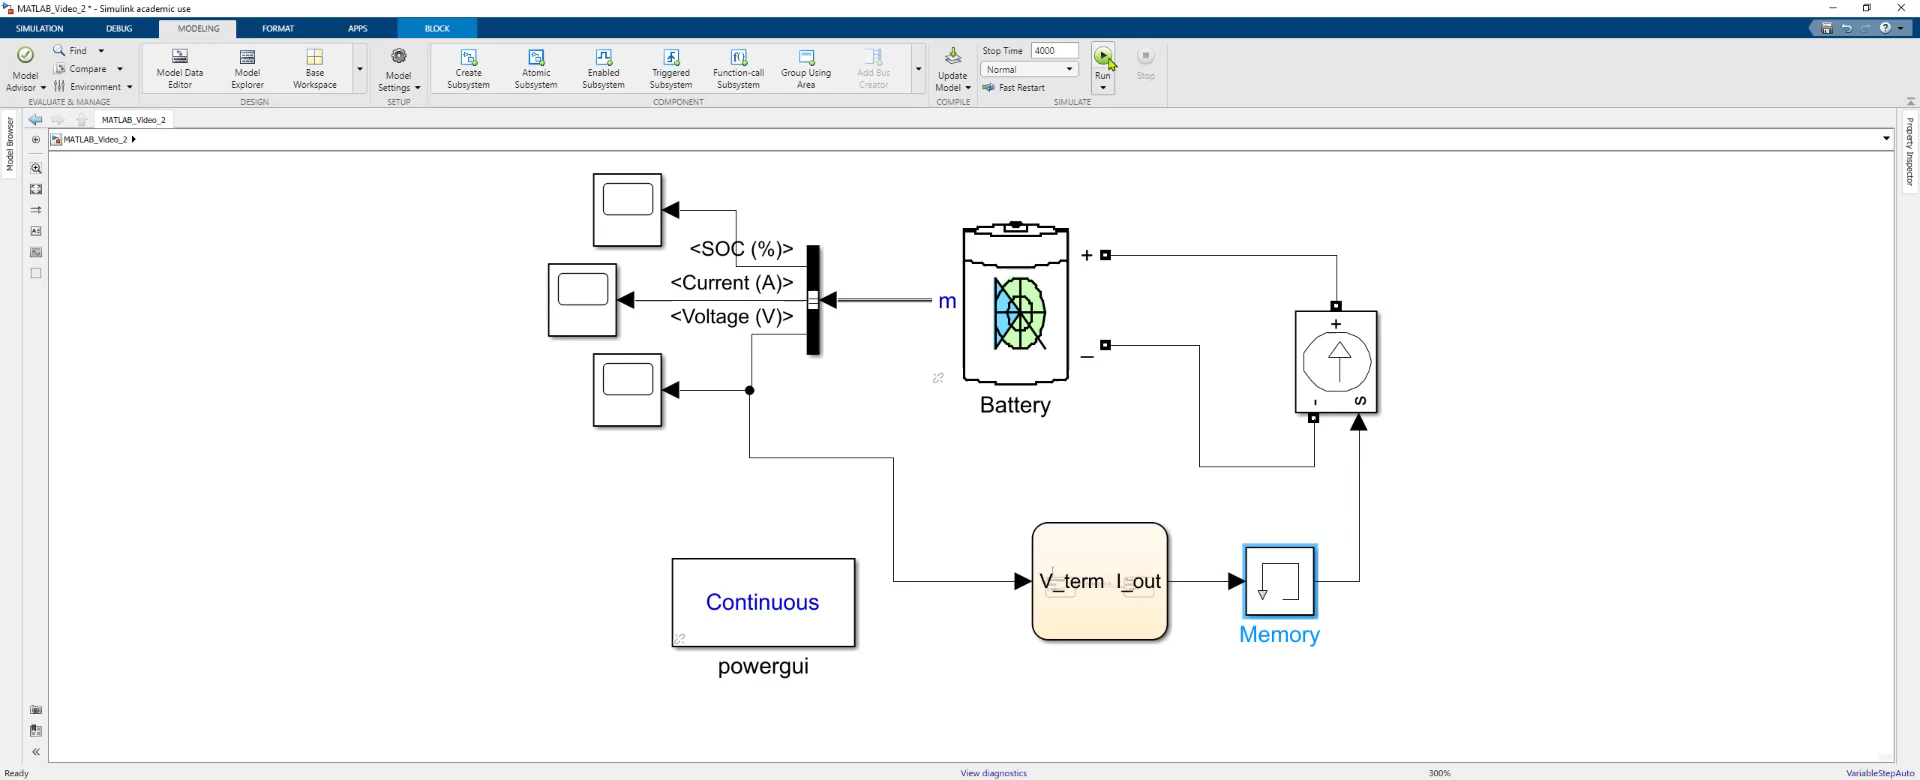 MATLAB_Video_2 * - Simulink academic use
SIMULATION DEBUG MODELING FORMAT APPS BLOCK
Model Advisor
Find
Compare
Environment
EVALUATE & MANAGE
Model Data Editor
Model Explorer
Base Workspace
DESIGN
Model Settings
SETUP
Create Subsystem
Atomic Subsystem
Enabled Subsystem
Triggered Subsystem
Function-call Subsystem
Group Using Area
Add Bus Creator
COMPONENT
Update Model
COMPILE
Stop Time 4000
Normal
Fast Restart
Run
Stop
SIMULATE
MATLAB_Video_2
MATLAB_Video_2
Model Browser
Property Inspector
<SOC (%)>
<Current (A)>
<Voltage (V)>
m
+
_
Battery
+
-
s
V_term I_out
Memory
Continuous
powergui
Ready
View diagnostics
300%
VariableStepAuto